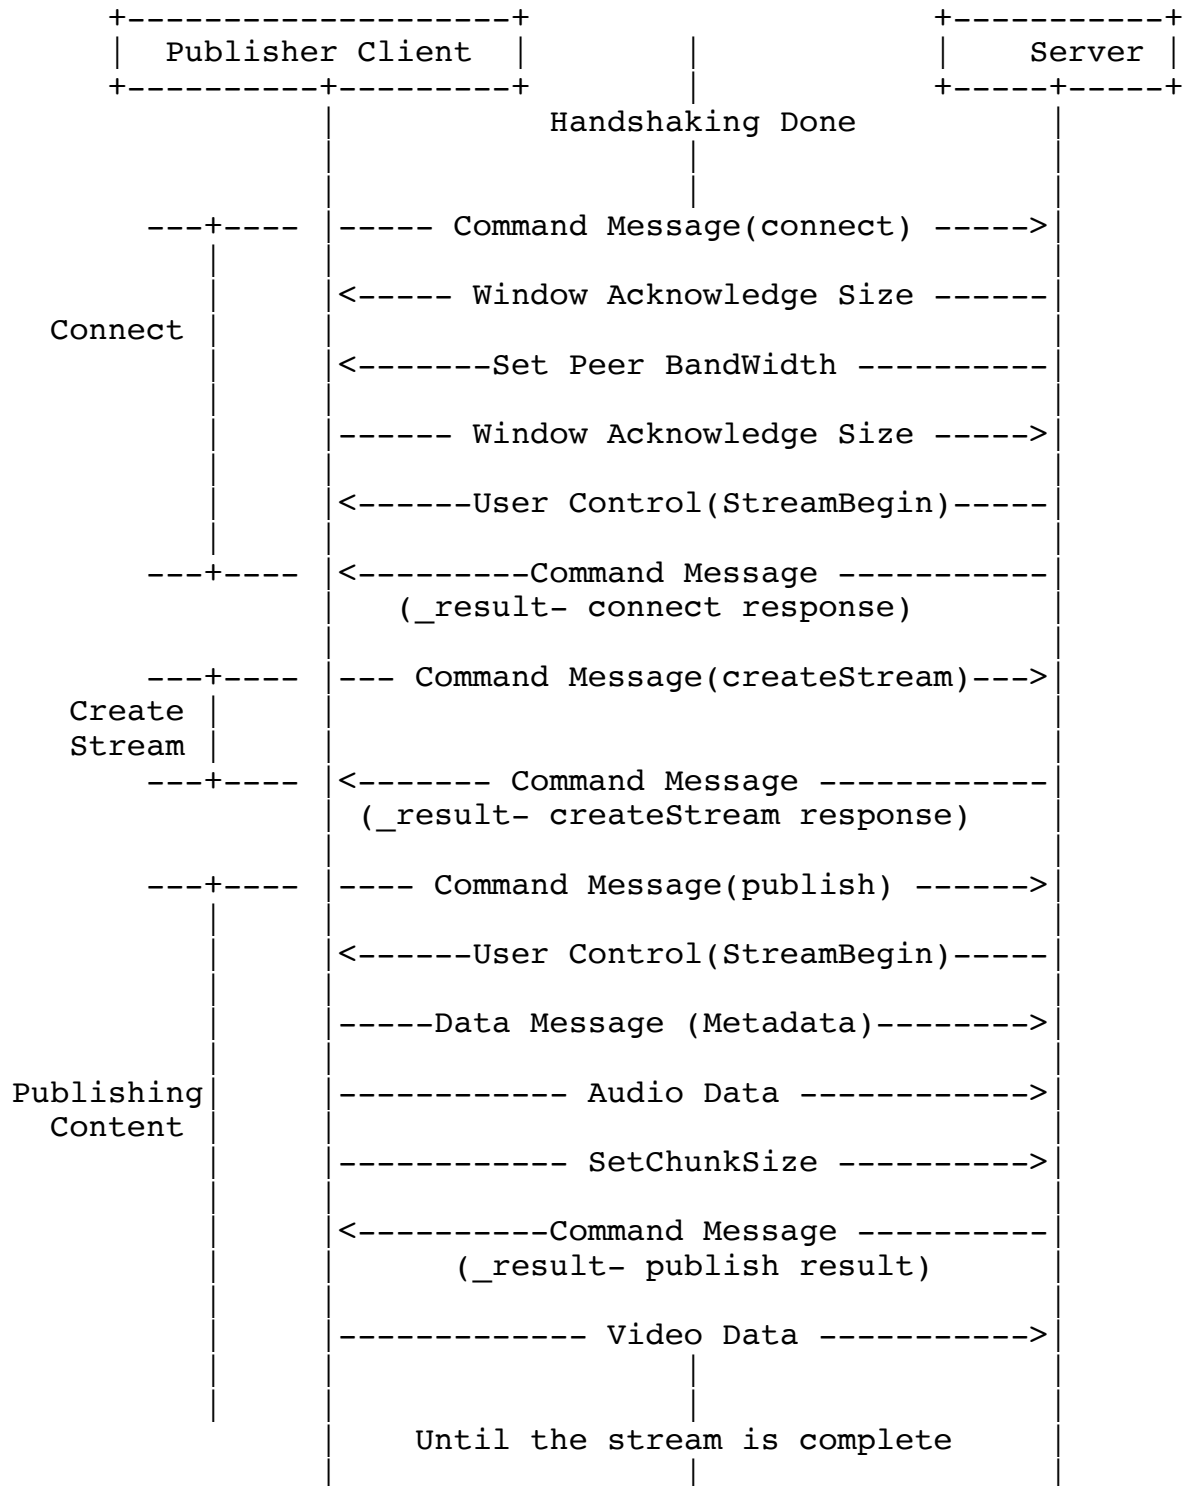 Publisher Client Server
Handshaking Done
Command Message(connect)
Window Acknowledge Size
Connect
Set Peer BandWidth
Window Acknowledge Size
User Control(StreamBegin)
Command Message
(_result- connect response)
Command Message(createStream)
Create
Stream
Command Message
(_result- createStream response)
Command Message(publish)
User Control(StreamBegin)
Data Message (Metadata)
Publishing Audio Data
Content
SetChunkSize
Command Message
(_result- publish result)
Video Data
Until the stream is complete